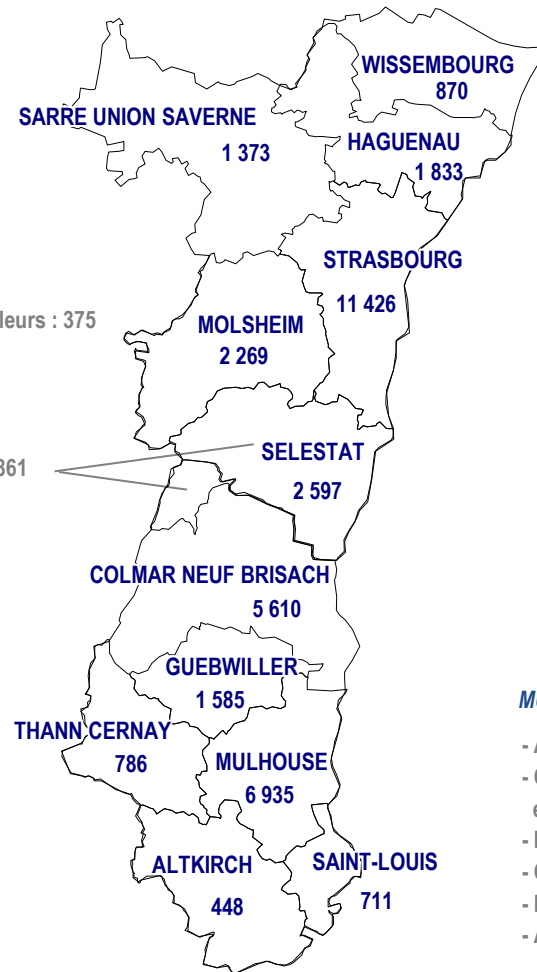 WISSEMBOURG
870
SARRE UNION SAVERNE
1 373
HAGUENAU
1 833
STRASBOURG
11 426
leurs : 375
MOLSHEIM
2 269
361
SELESTAT
2 597
COLMAR NEUF BRISACH
5 610
GUEBWILLER
1 585
THANN CERNAY
786
MULHOUSE
6 935
ALTKIRCH
448
SAINT-LOUIS
711